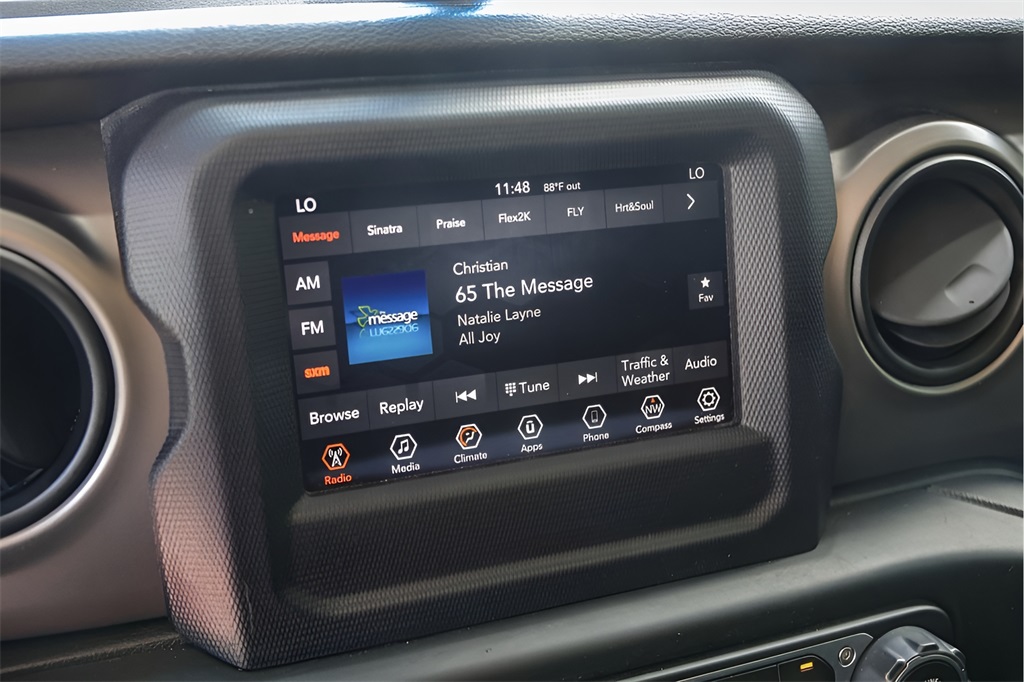 LO 11:48 88°F out LO
Message Sinatra Praise Flex2K FLY Hrt&Soul
AM
FM
sxm
the message
Christian
65 The Message
Natalie Layne
All Joy
Fav
Browse Replay Tune Traffic & Weather Audio
Radio Media Climate Apps Phone NW Compass Settings